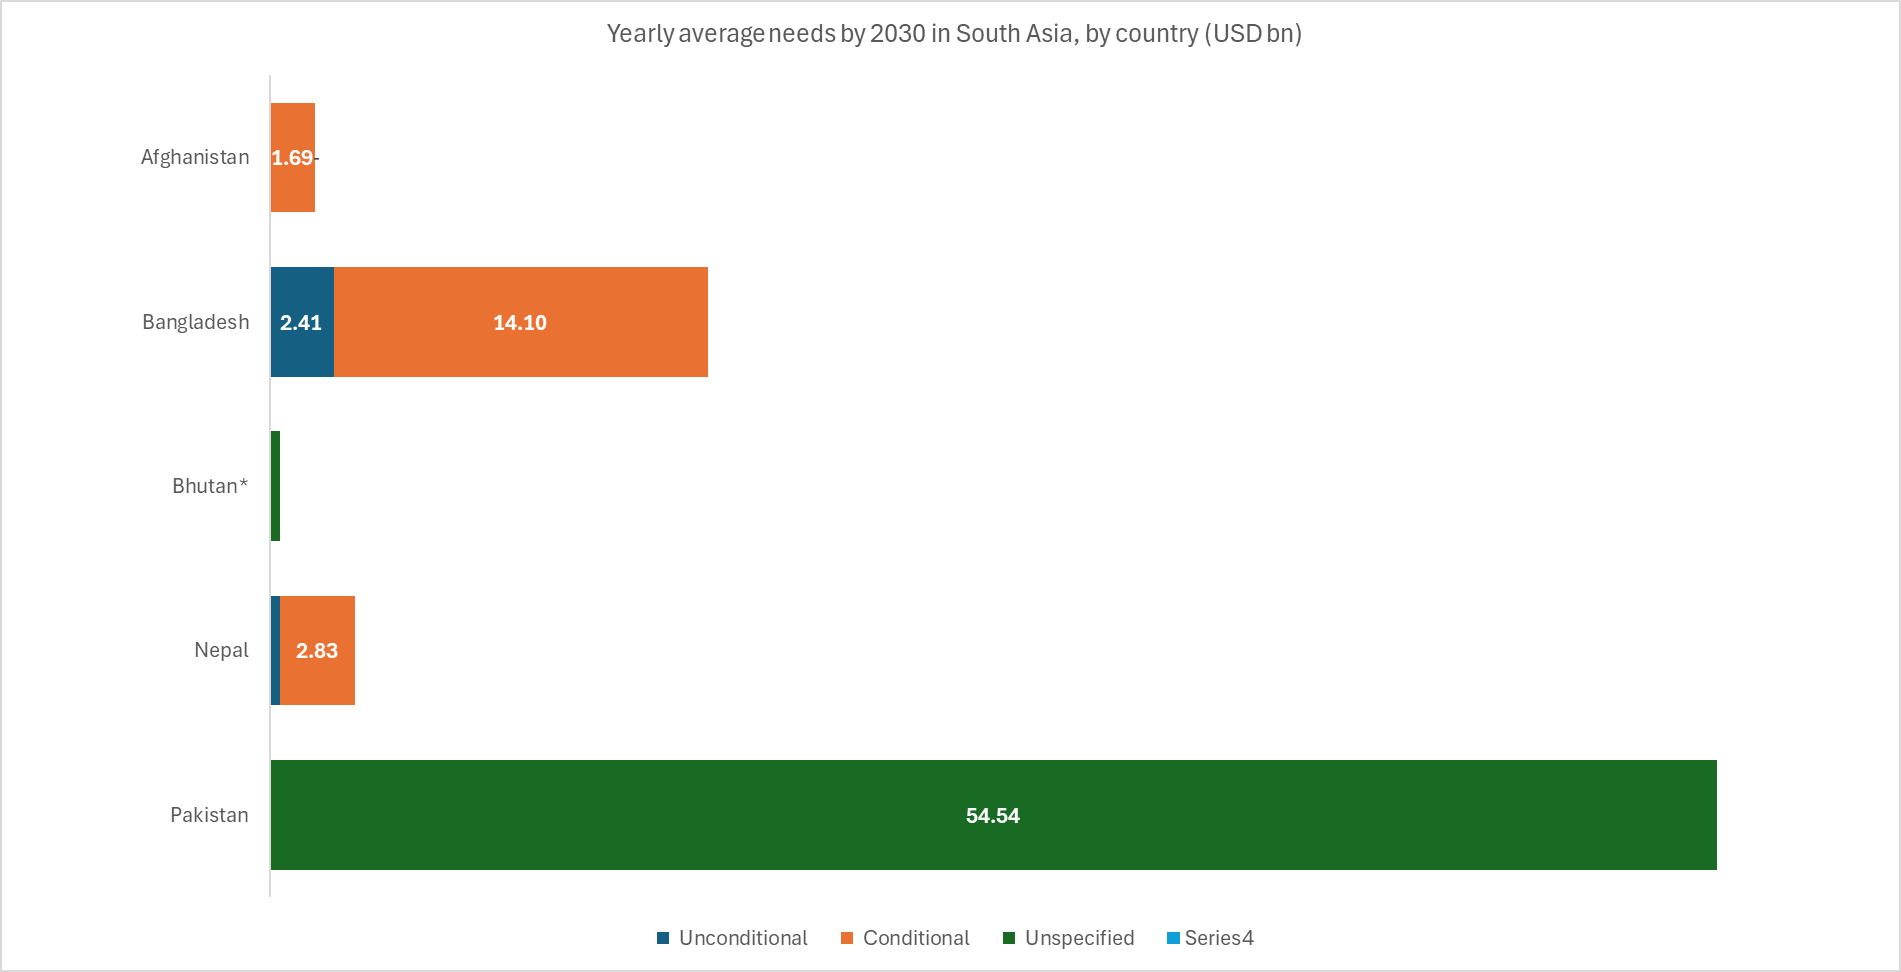 Yearly average needs by 2030 in South Asia, by country (USD bn)
Afghanistan
1.69-
Bangladesh
2.41
14.10
Bhutan*
Nepal
2.83
Pakistan
54.54
Unconditional
Conditional
Unspecified
Series4